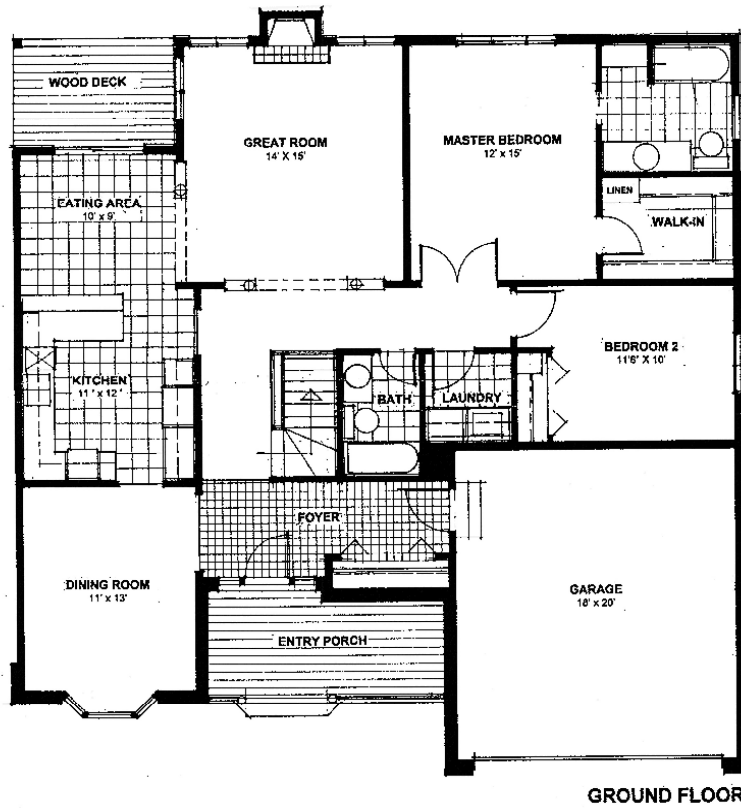 WOOD DECK
GREAT ROOM
14' X 15'
MASTER BEDROOM
12' x 15'
EATING AREA
10' x 9'
LINEN
WALK-IN
BEDROOM 2
11'6" X 10'
KITCHEN
11' x 12'
BATH
LAUNDRY
FOYER
DINING ROOM
11' x 13'
GARAGE
18' x 20'
ENTRY PORCH
GROUND FLOOR